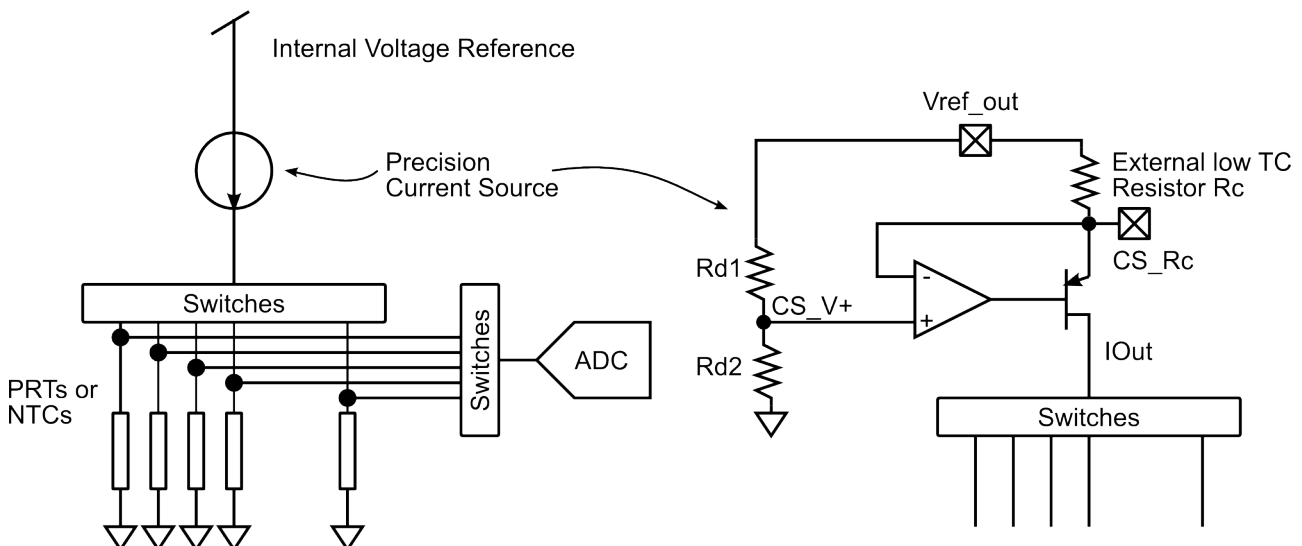 Internal Voltage Reference
Precision
Current Source
Switches
Switches
ADC
PRTs or
NTCs
Vref_out
External low TC
Resistor Rc
CS_Rc
Rd1
CS_V+
-
+
Rd2
IOut
Switches